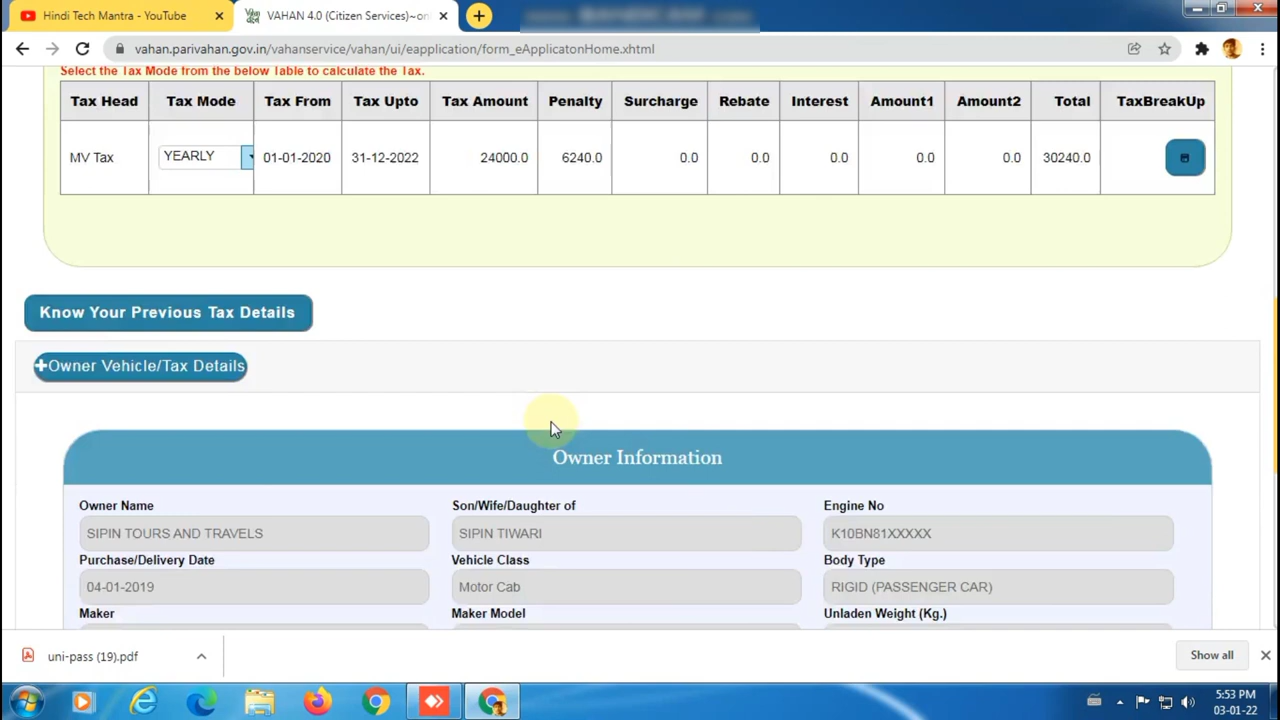 Hindi Tech Mantra - YouTube
VAHAN 4.0 (Citizen Services)~on
vahan.parivahan.gov.in/vahanservice/vahan/ui/eapplication/form_eApplicatonHome.xhtml
Select the Tax Mode from the below Table to calculate the Tax.
Tax Head Tax Mode Tax From Tax Upto Tax Amount Penalty Surcharge Rebate Interest Amount1 Amount2 Total TaxBreakUp
MV Tax YEARLY 01-01-2020 31-12-2022 24000.0 6240.0 0.0 0.0 0.0 0.0 0.0 30240.0
Know Your Previous Tax Details
+Owner Vehicle/Tax Details
Owner Information
Owner Name Son/Wife/Daughter of Engine No
SIPIN TOURS AND TRAVELS SIPIN TIWARI K10BN81XXXXX
Purchase/Delivery Date Vehicle Class Body Type
04-01-2019 Motor Cab RIGID (PASSENGER CAR)
Maker Maker Model Unladen Weight (Kg.)
uni-pass (19).pdf Show all
5:53 PM
03-01-22